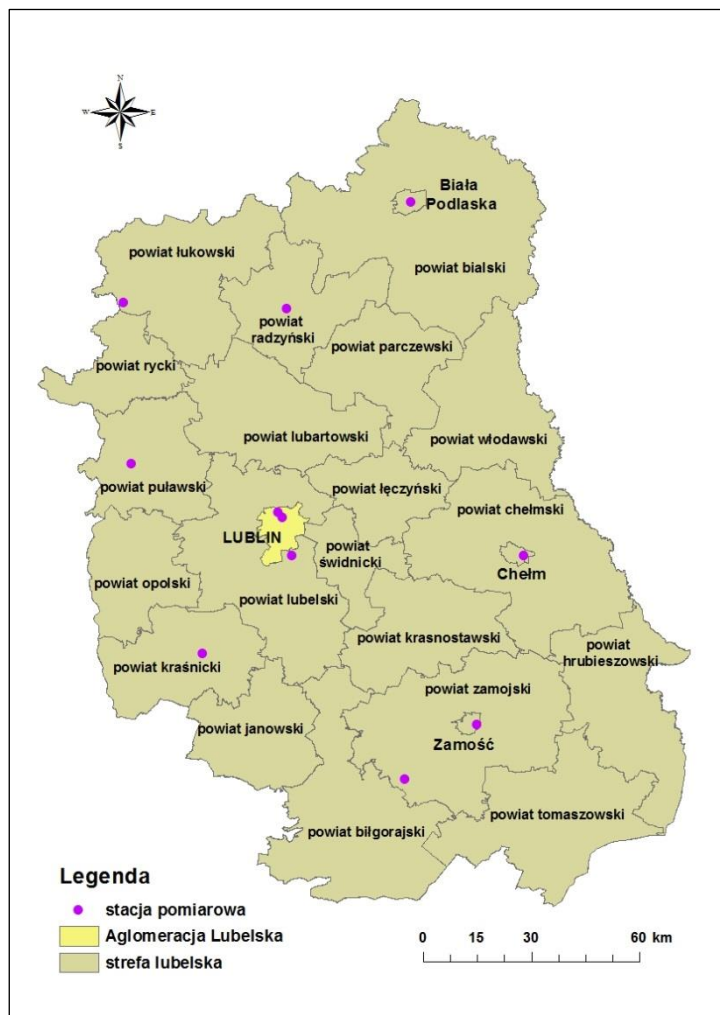 N
W E
S
Biała
Podlaska
powiat łukowski
powiat bialski
powiat
radzyński
powiat parczewski
powiat rycki
powiat lubartowski
powiat włodawski
powiat puławski
powiat łęczyński
powiat chełmski
LUBLIN
powiat
świdnicki
Chełm
powiat opolski
powiat lubelski
powiat krasnostawski
powiat
hrubieszowski
powiat kraśnicki
powiat zamojski
powiat janowski
Zamość
powiat tomaszowski
powiat biłgorajski
Legenda
stacja pomiarowa
Aglomeracja Lubelska
strefa lubelska
0 15 30 60 km